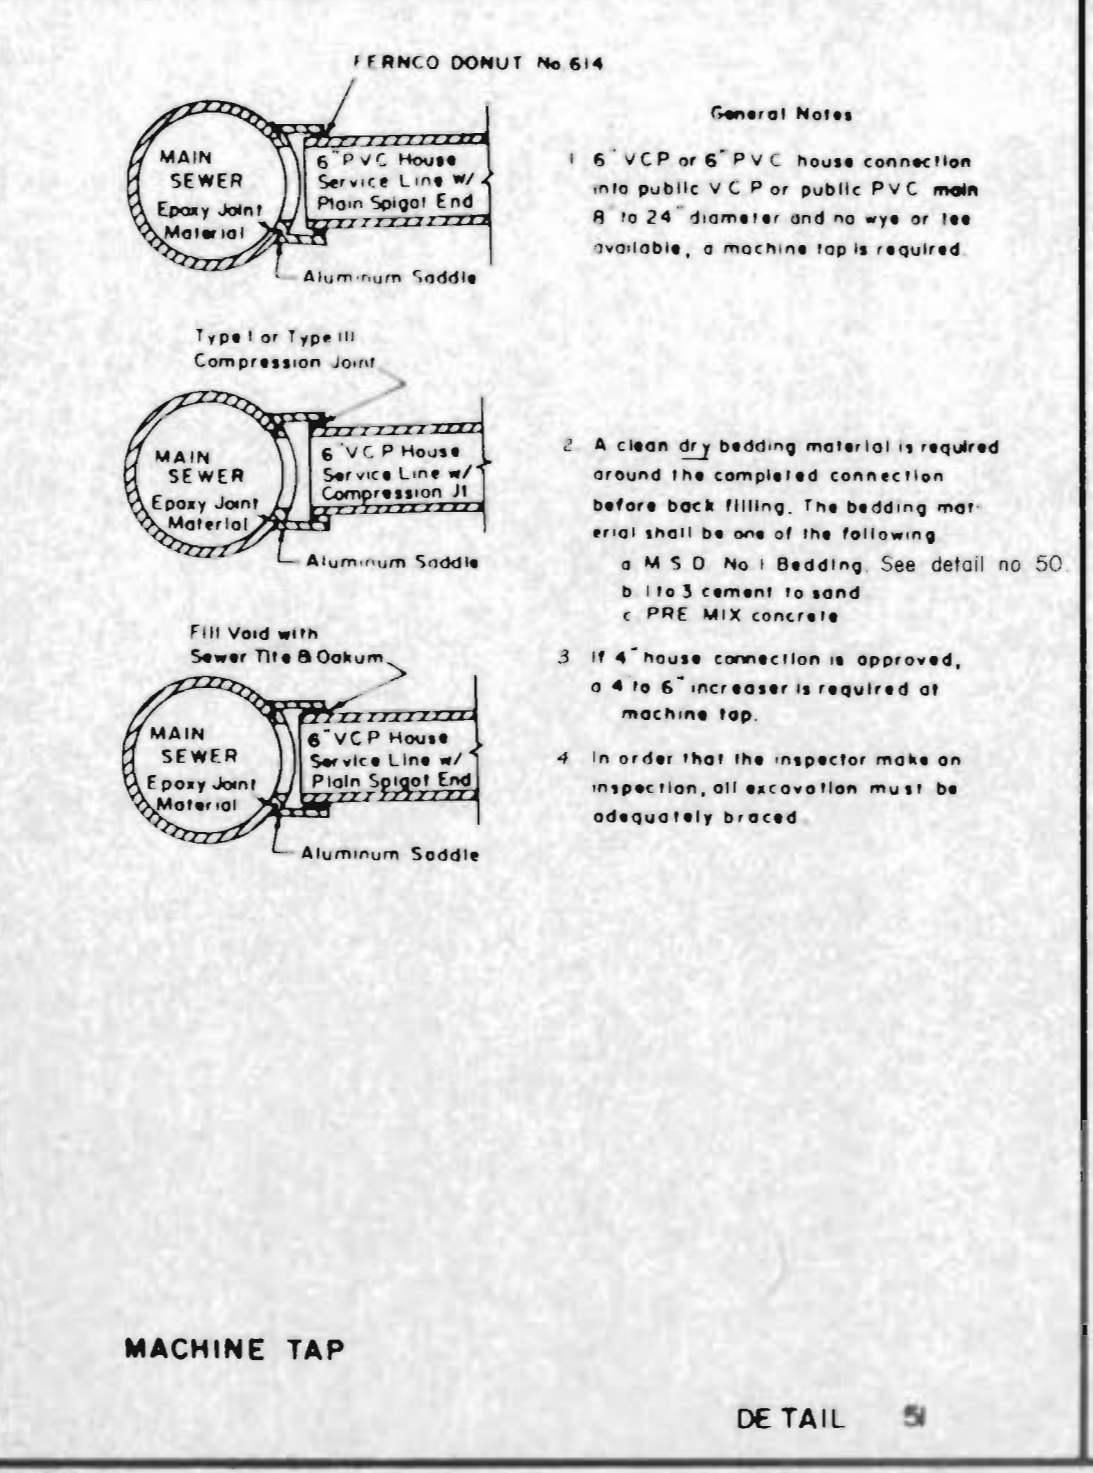 FERNCO DONUT No 614
MAIN
SEWER
Epoxy Joint
Material
6" PVC House
Service Line w/
Plain Spigot End
Aluminum Saddle
Type I or Type III
Compression Joint
MAIN
SEWER
Epoxy Joint
Material
6" VCP House
Service Line w/
Compression Jt
Aluminum Saddle
Fill Void with
Sewer Tite & Oakum
MAIN
SEWER
Epoxy Joint
Material
6" VCP House
Service Line w/
Plain Spigot End
Aluminum Saddle
General Notes
1 6" VCP or 6" PVC house connection
into public VCP or public PVC main
8" to 24" diameter and no wye or tee
available, a machine tap is required.
2 A clean dry bedding material is required
around the completed connection
before back filling. The bedding mat-
erial shall be one of the following
a M S D No 1 Bedding. See detail no 50.
b 1 to 3 cement to sand
c PRE MIX concrete
3 If 4" house connection is approved,
a 4 to 6" increaser is required at
machine tap.
4 In order that the inspector make an
inspection, all excavation must be
adequately braced
MACHINE TAP
DETAIL 51